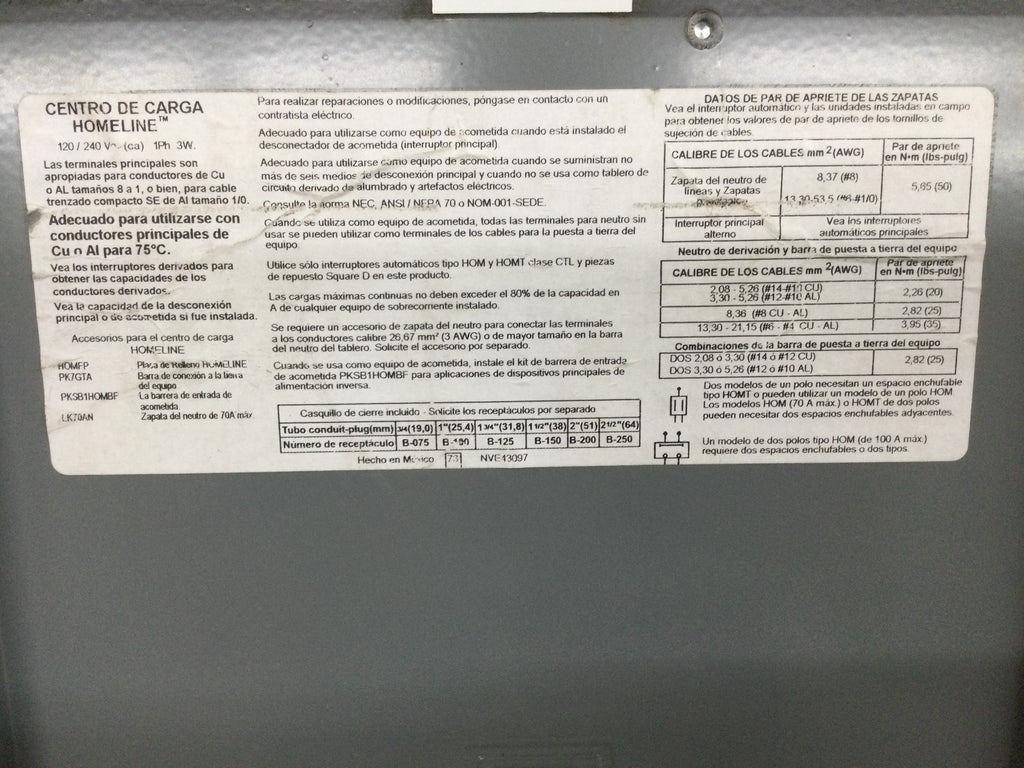 CENTRO DE CARGA
HOMELINE™
120 / 240 V~ (ca) 1Ph 3W.
Las terminales principales son
apropiadas para conductores de Cu
o AL tamaños 8 a 1, o bien, para cable
trenzado compacto SE de Al tamaño 1/0.
Adecuado para utilizarse con
conductores principales de
Cu o Al para 75°C.
Vea los interruptores derivados para
obtener las capacidades de los
conductores derivados.
Vea la capacidad de la desconexión
principal o de acometida si fue instalada.
Accesorios para el centro de carga
HOMELINE
HOMFP Placa de Relleno HOMELINE
PK7GTA Barra de conexión a la tierra
del equipo
PKSB1HOMBF La barrera de entrada de
acometida
LK70AN Zapata del neutro de 70A máx
Para realizar reparaciones o modificaciones, póngase en contacto con un
contratista eléctrico.
Adecuado para utilizarse como equipo de acometida cuando está instalado el
desconectador de acometida (interruptor principal).
Adecuado para utilizarse como equipo de acometida cuando se suministran no
más de seis medios de desconexión principal y cuando no se usa como tablero de
circuito derivado de alumbrado y artefactos eléctricos.
Consulte la norma NEC, ANSI / NFPA 70 o NOM-001-SEDE.
Cuando se utiliza como equipo de acometida, todas las terminales neutro sin
usar se pueden utilizar como terminales de los cables para la puesta a tierra del
equipo.
Utilice sólo interruptores automáticos tipo HOM y HOMT clase CTL y piezas
de repuesto Square D en este producto.
Las cargas máximas continuas no deben exceder el 80% de la capacidad en
A de cualquier equipo de sobrecorriente instalado.
Se requiere un accesorio de zapata del neutro para conectar las terminales
a los conductores calibre 26,67 mm² (3 AWG) o de mayor tamaño en la barra
del neutro del tablero. Solicite el accesorio por separado.
Cuando se usa como equipo de acometida, instale el kit de barrera de entrada
de acometida PKSB1HOMBF para aplicaciones de dispositivos principales de
alimentación inversa.
Casquillo de cierre incluido - Solicite los receptáculos por separado
Tubo conduit-plug(mm) 3/4(19,0) 1"(25,4) 1 1/4"(31,8) 1 1/2"(38) 2"(51) 2 1/2"(64)
Número de receptáculo B-075 B-100 B-125 B-150 B-200 B-250
Hecho en México 73 NVE43097
DATOS DE PAR DE APRIETE DE LAS ZAPATAS
Vea el interruptor automático y las unidades instaladas en campo
para obtener los valores de par de apriete de los tornillos de
sujeción de cables.
CALIBRE DE LOS CABLES mm²(AWG) Par de apriete
en N•m (lbs-pulg)
Zapata del neutro de 8,37 (#8)
líneas y Zapatas 5,65 (50)
13,30-53,5 (#6-#1/0)
Interruptor principal Vea los interruptores
alterno automáticos principales
Neutro de derivación y barra de puesta a tierra del equipo
CALIBRE DE LOS CABLES mm²(AWG) Par de apriete
en N•m (lbs-pulg)
2,08 - 5,26 (#14-#10 CU) 2,26 (20)
3,30 - 5,26 (#12-#10 AL)
8,36 (#8 CU - AL) 2,82 (25)
13,30 - 21,15 (#6 - #4 CU - AL) 3,95 (35)
Combinaciones de la barra de puesta a tierra del equipo
DOS 2,08 ó 3,30 (#14 ó #12 CU) 2,82 (25)
DOS 3,30 ó 5,26 (#12 ó #10 AL)
Dos modelos de un polo necesitan un espacio enchufable
tipo HOMT o pueden utilizar un modelo de un polo HOM
Los modelos HOM (70 A máx.) o HOMT de dos polos
pueden necesitar dos espacios enchufables adyacentes.
Un modelo de dos polos tipo HOM (de 100 A máx.)
requiere dos espacios enchufables o dos tipos.